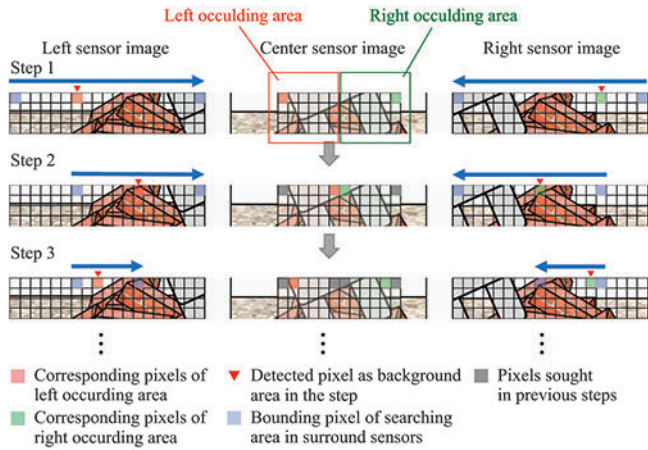 Left occulding area
Right occulding area
Left sensor image
Center sensor image
Right sensor image
Step 1
Step 2
Step 3
Corresponding pixels of
left occurding area
Corresponding pixels of
right occurding area
Detected pixel as background
area in the step
Bounding pixel of searching
area in surround sensors
Pixels sought
in previous steps